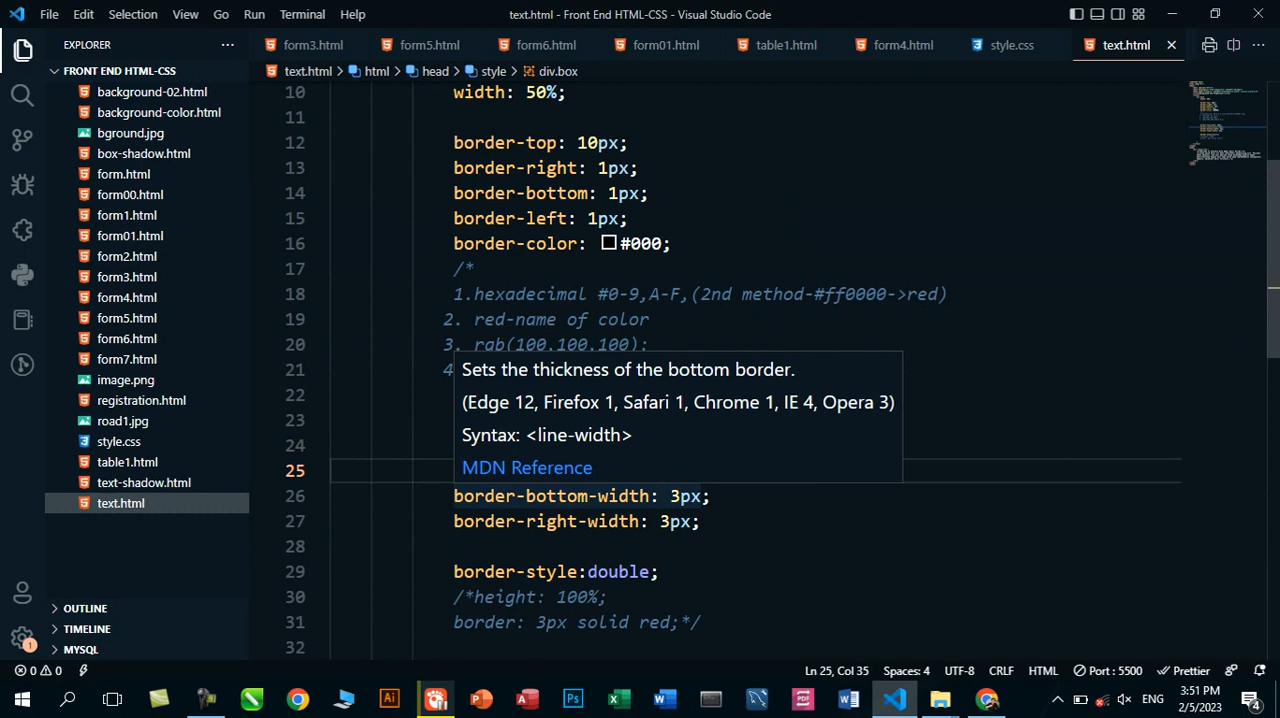 File Edit Selection View Go Run Terminal Help
text.html - Front End HTML-CSS - Visual Studio Code
EXPLORER
form3.html form5.html form6.html form01.html table1.html form4.html style.css text.html
FRONT END HTML-CSS
text.html > html > head > style > div.box
background-02.html
background-color.html
bground.jpg
box-shadow.html
form.html
form00.html
form1.html
form01.html
form2.html
form3.html
form4.html
form5.html
form6.html
form7.html
image.png
registration.html
road1.jpg
style.css
table1.html
text-shadow.html
text.html
OUTLINE
TIMELINE
MYSQL
10 width: 50%;
11
12 border-top: 10px;
13 border-right: 1px;
14 border-bottom: 1px;
15 border-left: 1px;
16 border-color: #000;
17 /*
18 1.hexadecimal #0-9,A-F,(2nd method-#ff0000->red)
19 2. red-name of color
20 3. rab(100.100.100):
21 4
22
23
24
25
Sets the thickness of the bottom border.
(Edge 12, Firefox 1, Safari 1, Chrome 1, IE 4, Opera 3)
Syntax: <line-width>
MDN Reference
26 border-bottom-width: 3px;
27 border-right-width: 3px;
28
29 border-style:double;
30 /*height: 100%;
31 border: 3px solid red;*/
32
0 0 Ln 25, Col 35 Spaces: 4 UTF-8 CRLF HTML Port : 5500 Prettier
ENG 3:51 PM
2/5/2023